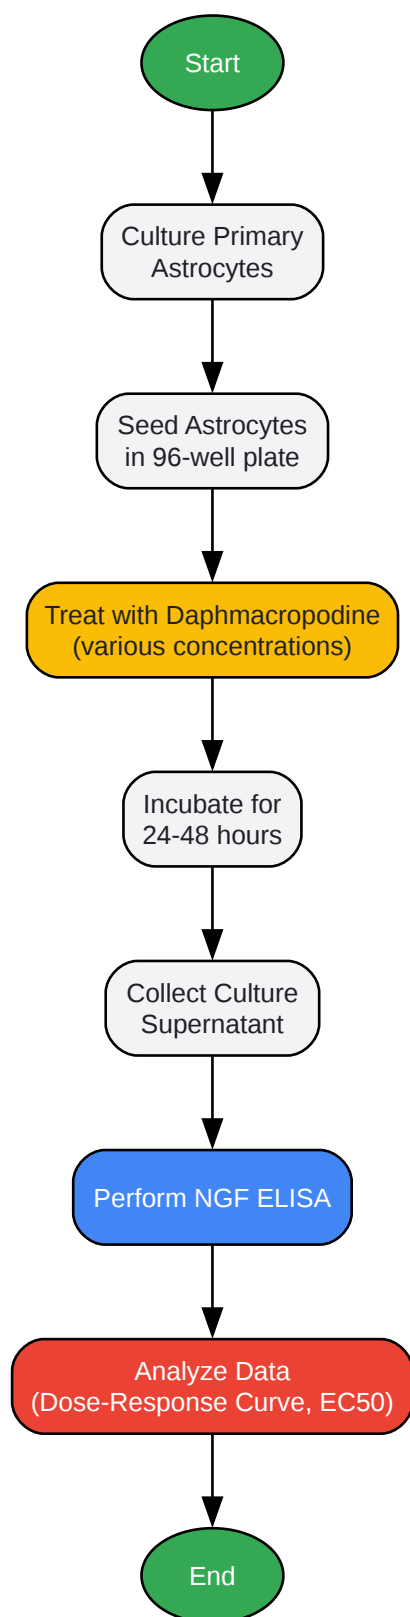 Start
Culture Primary
Astrocytes
Seed Astrocytes
in 96-well plate
Treat with Daphmacropodine
(various concentrations)
Incubate for
24-48 hours
Collect Culture
Supernatant
Perform NGF ELISA
Analyze Data
(Dose-Response Curve, EC50)
End